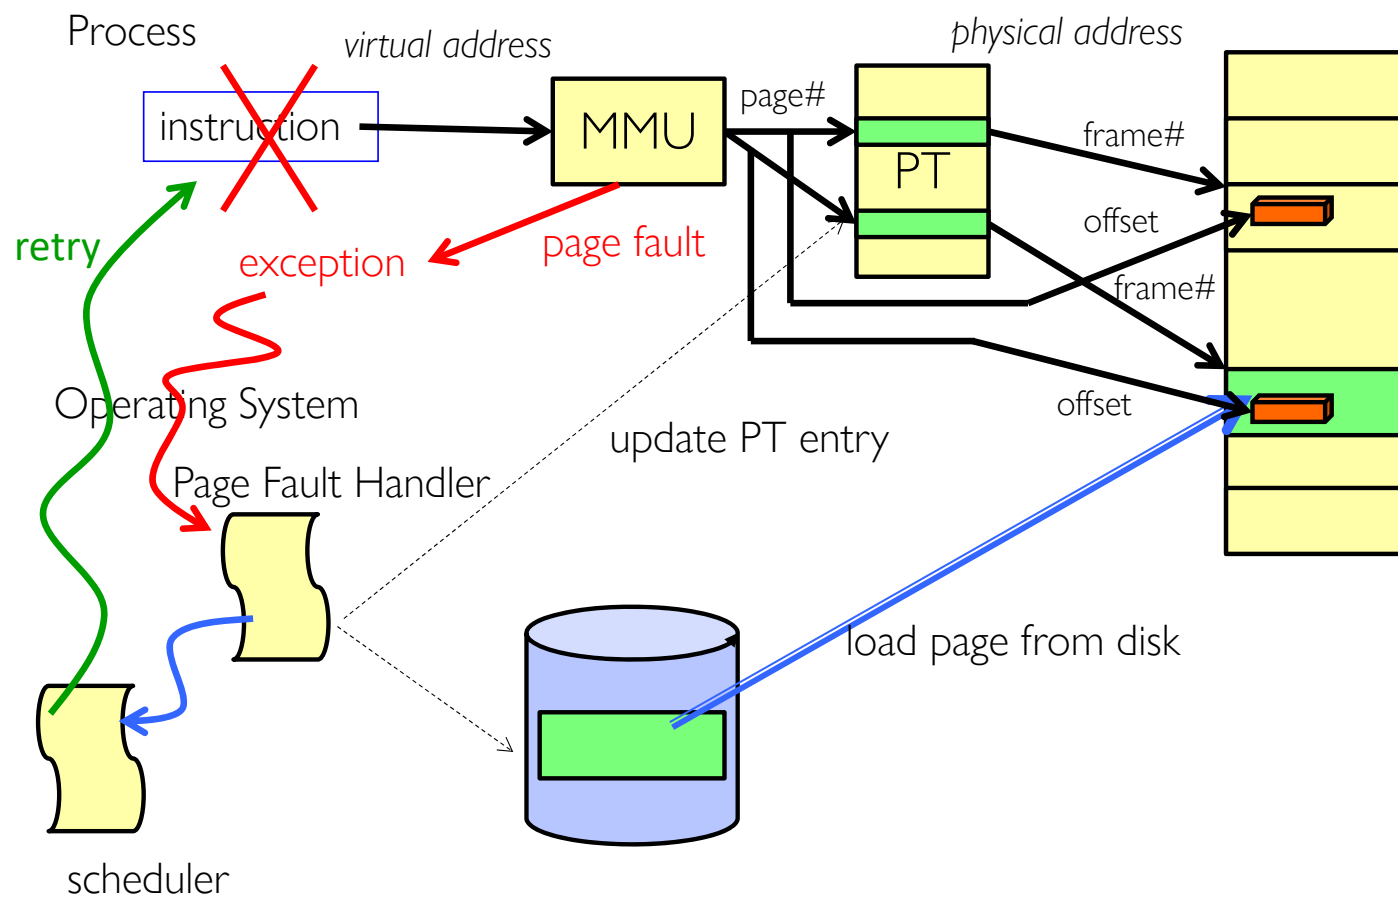 Process
virtual address
physical address
instruction
MMU
page#
PT
frame#
offset
retry
exception
page fault
frame#
Operating System
offset
update PT entry
Page Fault Handler
load page from disk
scheduler